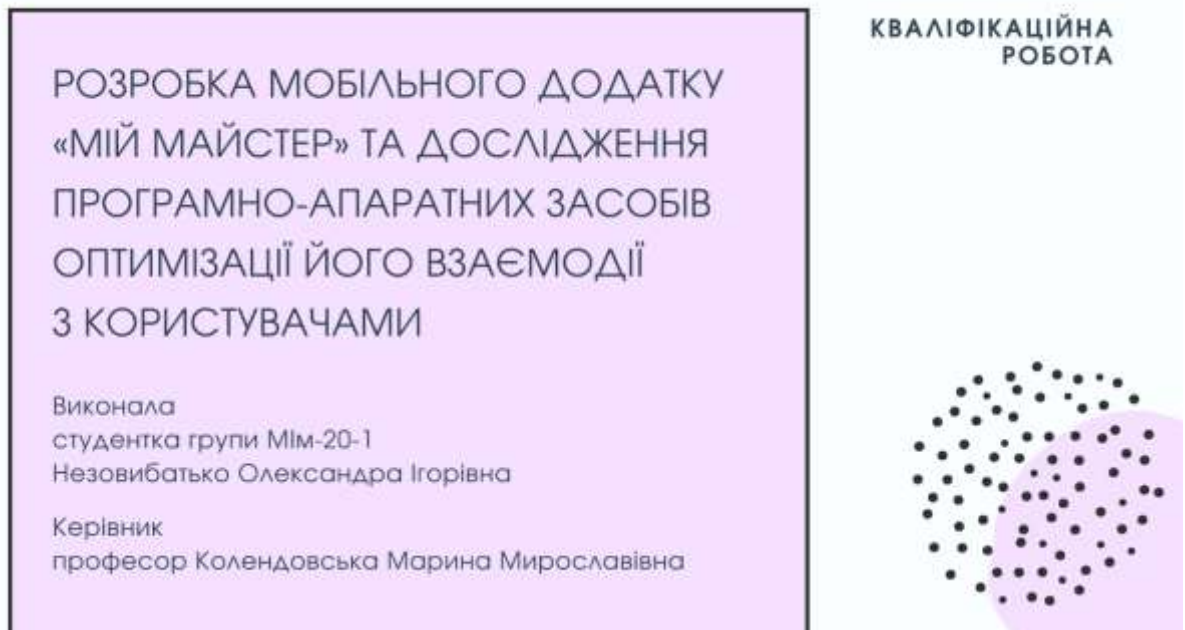 КВАЛІФІКАЦІЙНА
РОБОТА
РОЗРОБКА МОБІЛЬНОГО ДОДАТКУ
«МІЙ МАЙСТЕР» ТА ДОСЛІДЖЕННЯ
ПРОГРАМНО-АПАРАТНИХ ЗАСОБІВ
ОПТИМІЗАЦІЇ ЙОГО ВЗАЄМОДІЇ
З КОРИСТУВАЧАМИ
Виконала
студентка групи МІм-20-1
Незовибатько Олександра Ігорівна
Керівник
професор Колендовська Марина Мирославівна